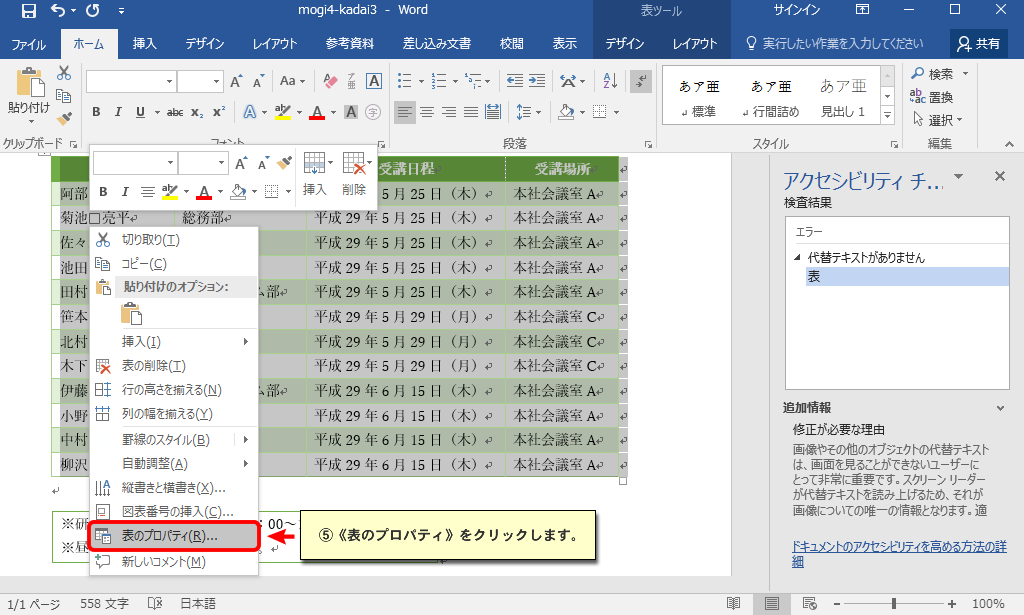 mogi4-kadai3 - Word
表ツール
サインイン
ファイル ホーム 挿入 デザイン レイアウト 参考資料 差し込み文書 校閲 表示 デザイン レイアウト 実行したい作業を入力してください 共有
貼り付け
クリップボード
フォント
段落
あア亜 あア亜 あア亜
標準 行間詰め 見出し 1
スタイル
検索
置換
選択
編集
挿入 削除
受講日程 受講場所
阿部 5 月 25 日（木） 本社会議室 A
菊池□亮平 総務部 平成 29 年 5 月 25 日（木） 本社会議室 A
佐々 平成 29 年 5 月 25 日（木） 本社会議室 A
池田 平成 29 年 5 月 25 日（木） 本社会議室 A
田村 ム部 平成 29 年 5 月 25 日（木） 本社会議室 A
笹本 平成 29 年 5 月 29 日（月） 本社会議室 C
北村 平成 29 年 5 月 29 日（月） 本社会議室 C
木下 平成 29 年 5 月 29 日（月） 本社会議室 C
伊藤 ム部 平成 29 年 6 月 15 日（木） 本社会議室 A
小野 平成 29 年 6 月 15 日（木） 本社会議室 A
中村 平成 29 年 6 月 15 日（木） 本社会議室 A
柳沢 平成 29 年 6 月 15 日（木） 本社会議室 A
※研 : 00～
※昼
切り取り(T)
コピー(C)
貼り付けのオプション:
挿入(I)
表の削除(T)
行の高さを揃える(N)
列の幅を揃える(Y)
罫線のスタイル(B)
自動調整(A)
縦書きと横書き(X)...
図表番号の挿入(C)...
表のプロパティ(R)...
新しいコメント(M)
⑤《表のプロパティ》をクリックします。
アクセシビリティ チ...
検査結果
エラー
代替テキストがありません
表
追加情報
修正が必要な理由
画像やその他のオブジェクトの代替テキスト
は、画面を見ることができないユーザーに
とって非常に重要です。スクリーン リーダー
が代替テキストを読み上げるため、それが
画像についての唯一の情報となります。適
ドキュメントのアクセシビリティを高める方法の詳
細
1/1 ページ 558 文字 日本語 100%